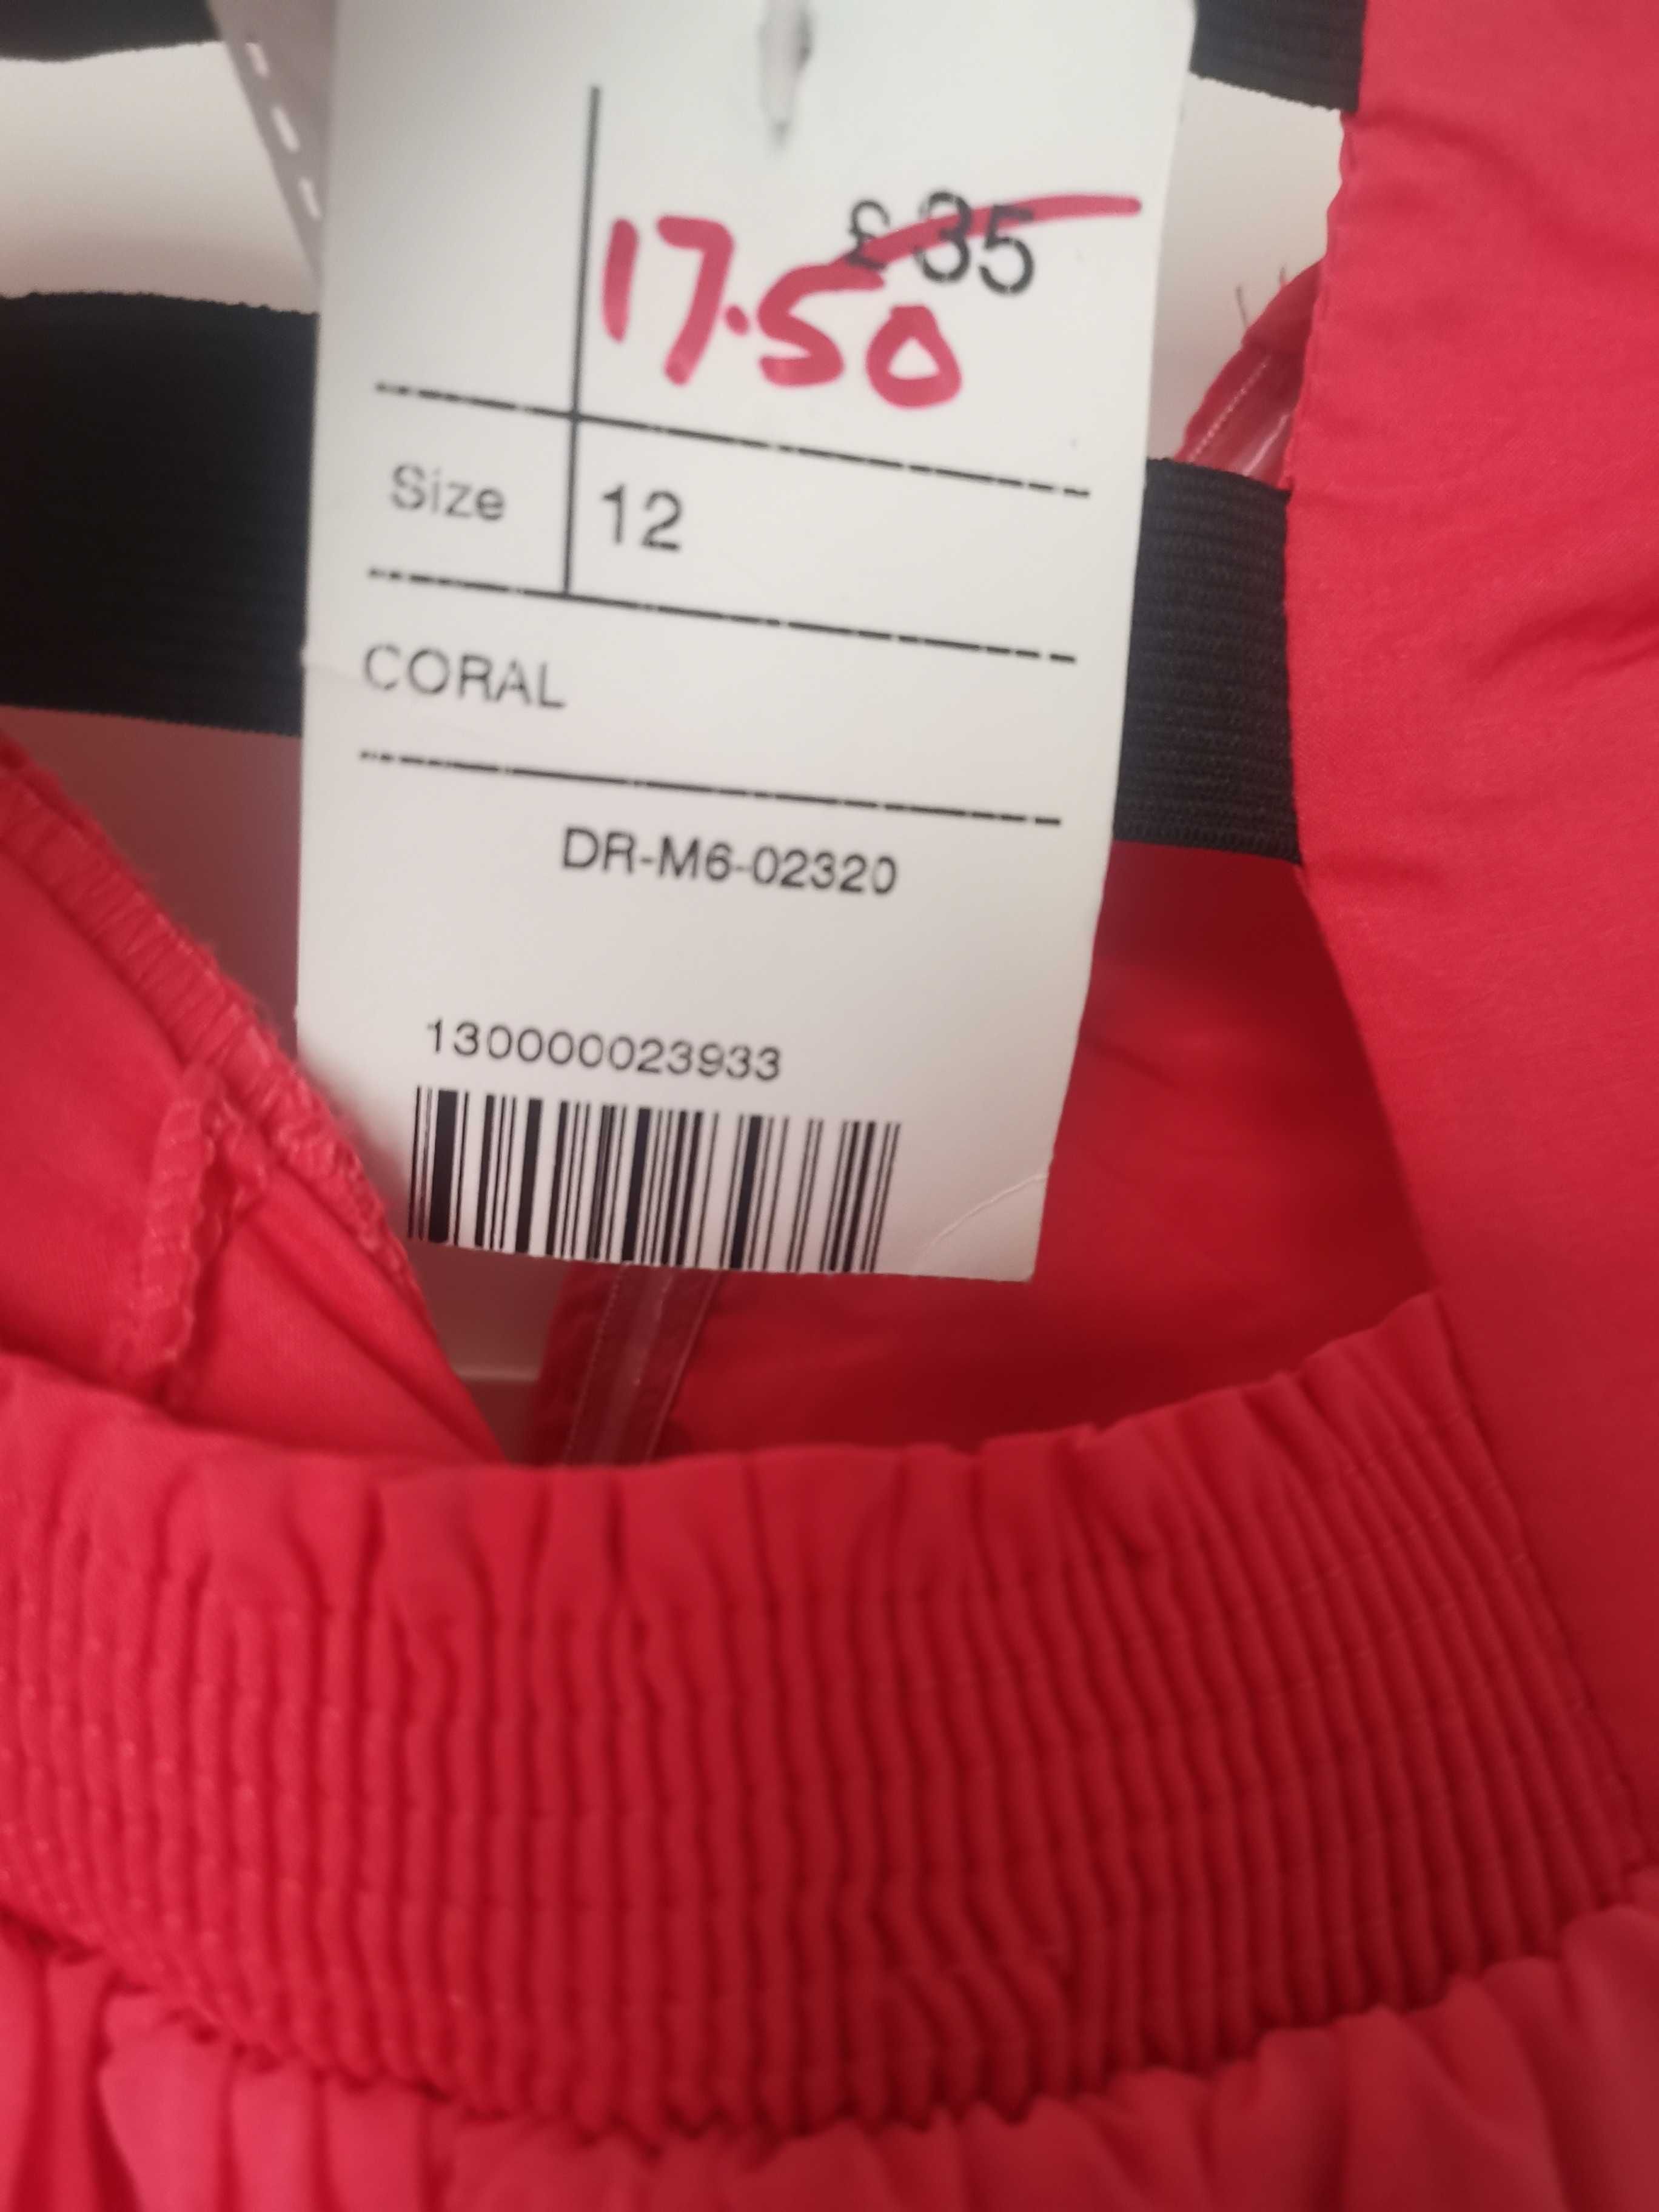 £35
17.50
Size 12
CORAL
DR-M6-02320
130000023933